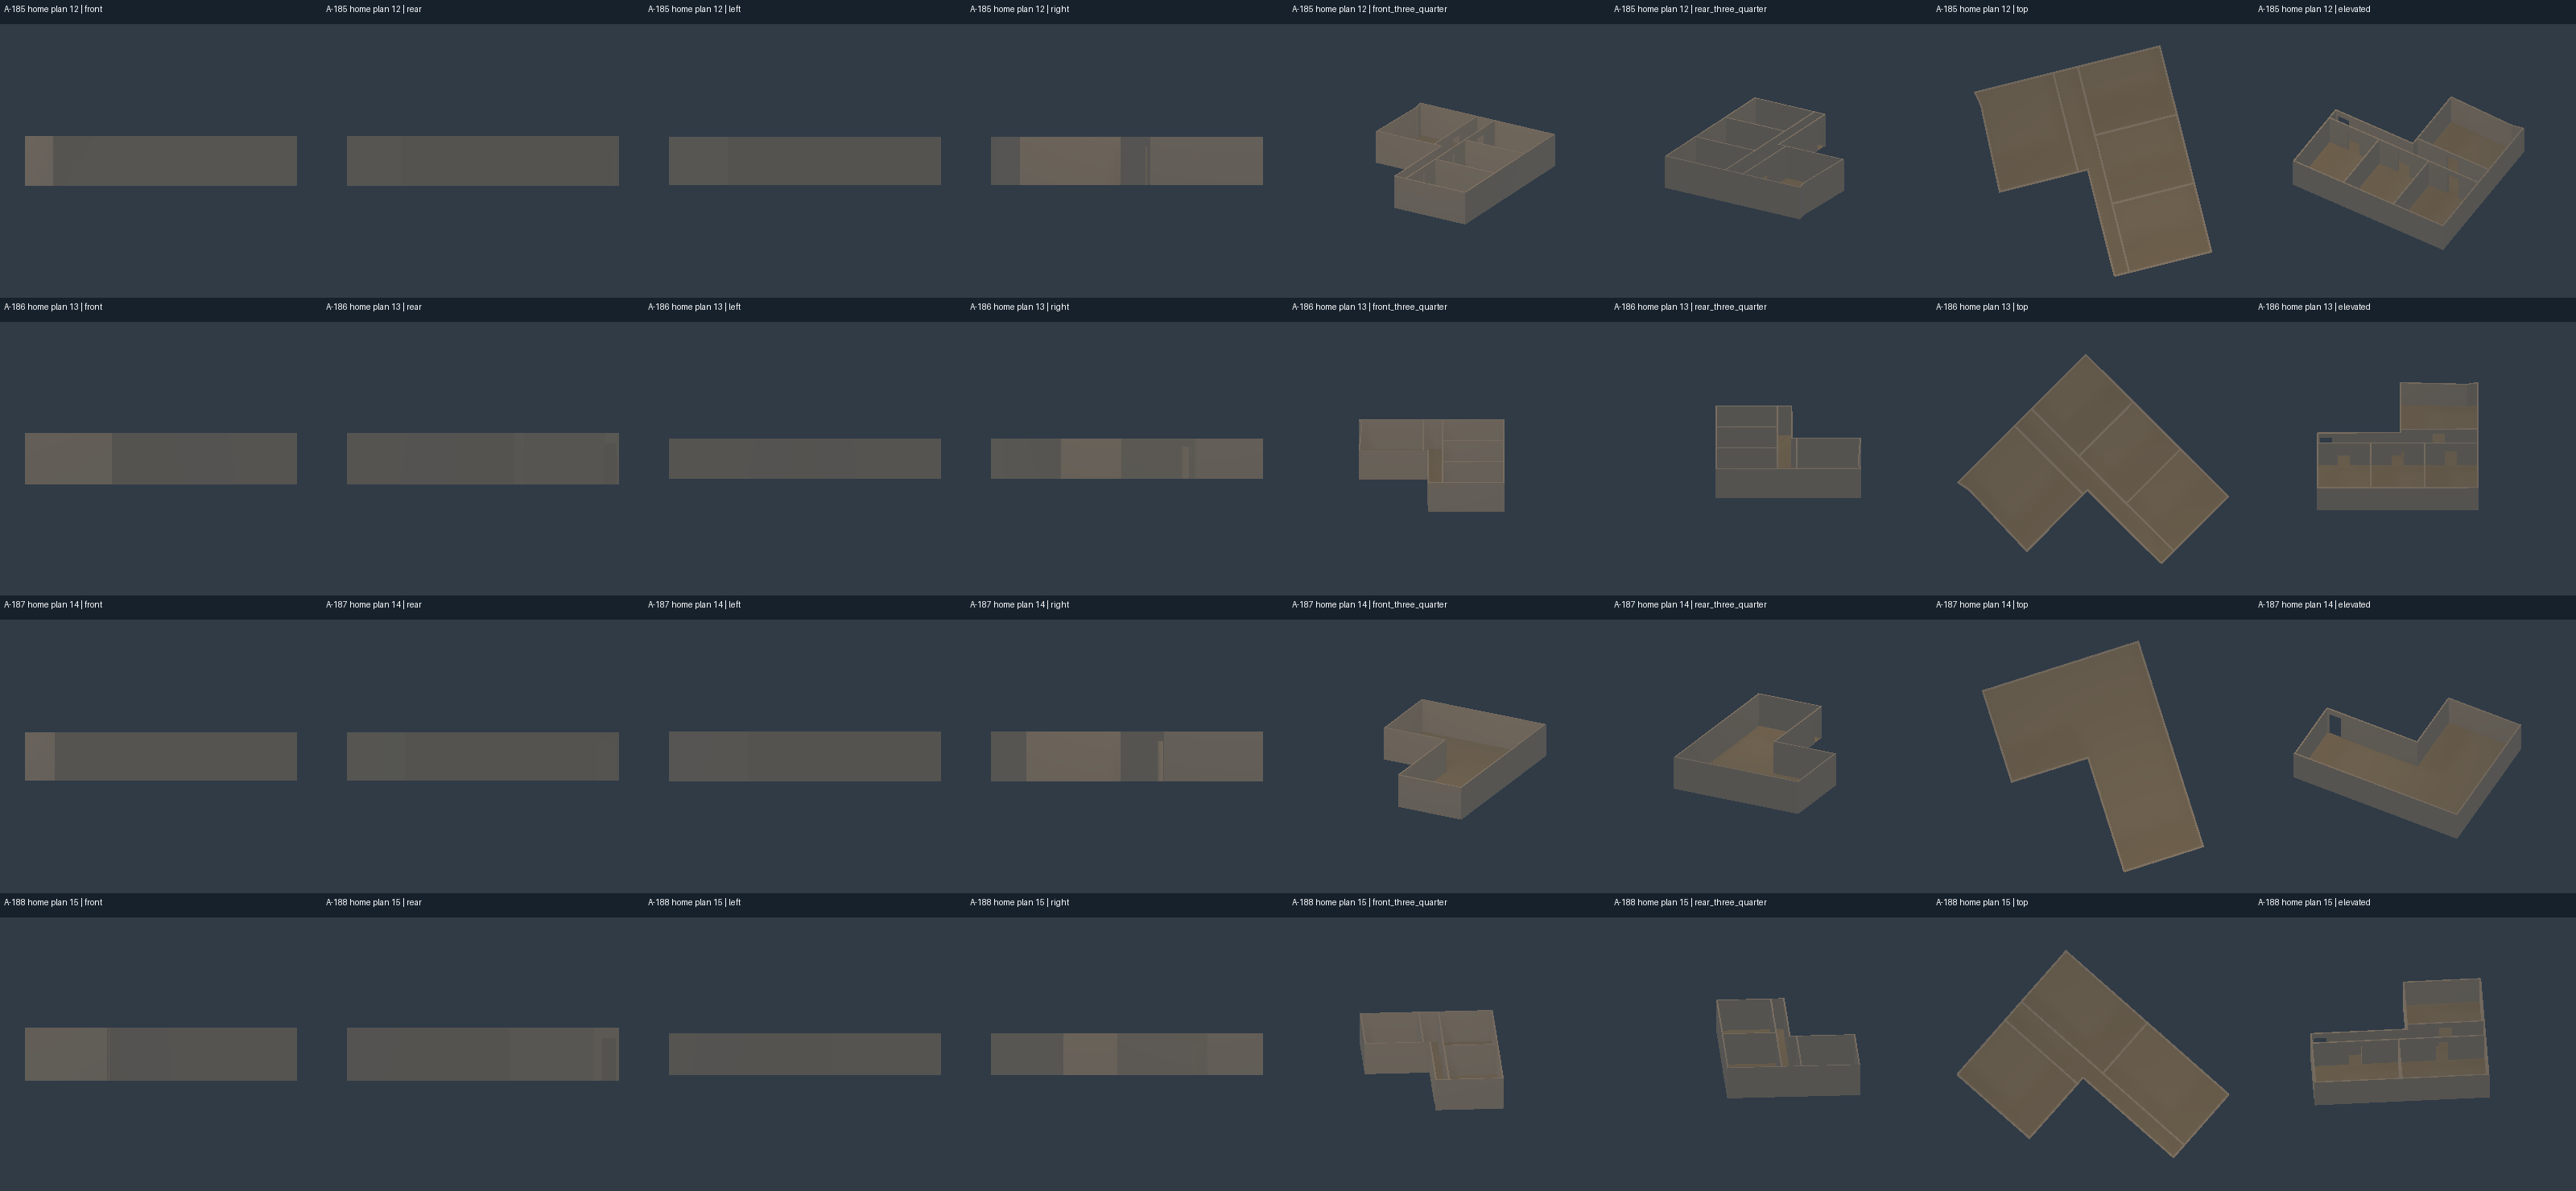 A-185 home plan 12 | front
A-185 home plan 12 | rear
A-185 home plan 12 | left
A-185 home plan 12 | right
A-185 home plan 12 | front_three_quarter
A-185 home plan 12 | rear_three_quarter
A-185 home plan 12 | top
A-185 home plan 12 | elevated
A-186 home plan 13 | front
A-186 home plan 13 | rear
A-186 home plan 13 | left
A-186 home plan 13 | right
A-186 home plan 13 | front_three_quarter
A-186 home plan 13 | rear_three_quarter
A-186 home plan 13 | top
A-186 home plan 13 | elevated
A-187 home plan 14 | front
A-187 home plan 14 | rear
A-187 home plan 14 | left
A-187 home plan 14 | right
A-187 home plan 14 | front_three_quarter
A-187 home plan 14 | rear_three_quarter
A-187 home plan 14 | top
A-187 home plan 14 | elevated
A-188 home plan 15 | front
A-188 home plan 15 | rear
A-188 home plan 15 | left
A-188 home plan 15 | right
A-188 home plan 15 | front_three_quarter
A-188 home plan 15 | rear_three_quarter
A-188 home plan 15 | top
A-188 home plan 15 | elevated